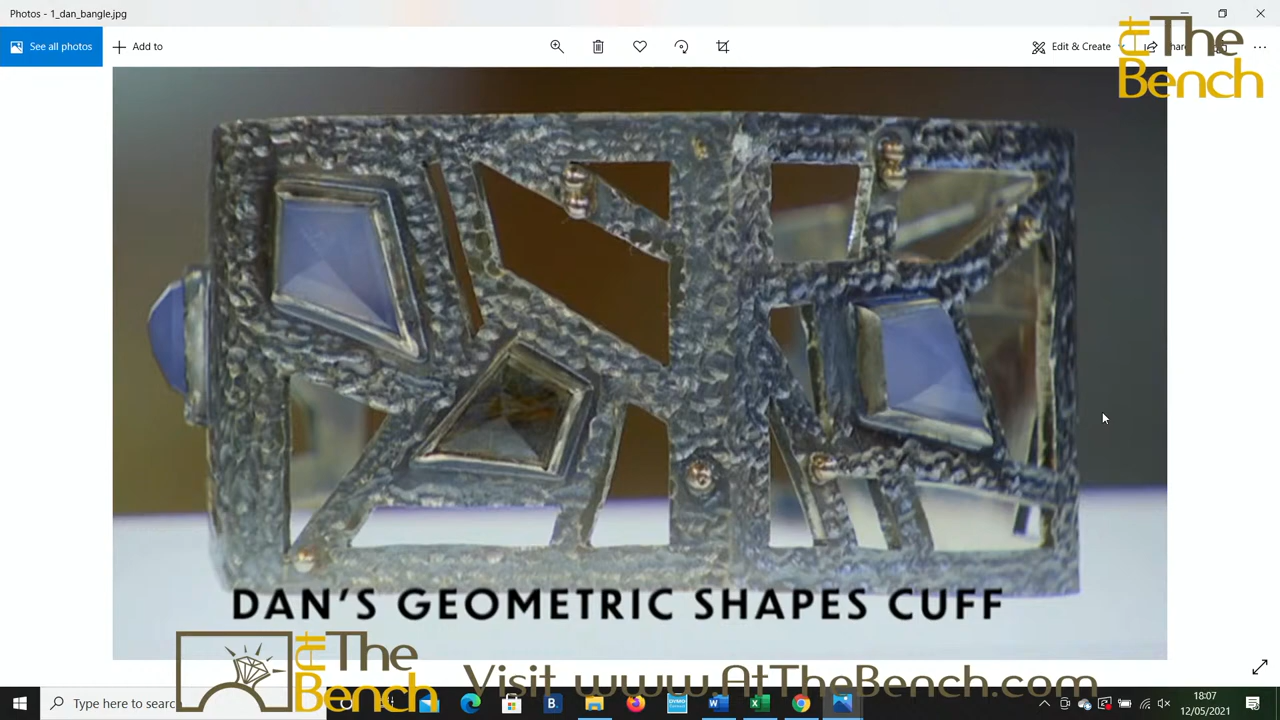 Photos - 1_dan_bangle.jpg
See all photos
Add to
Edit & Create
At The
Bench
DAN'S GEOMETRIC SHAPES CUFF
At The
Bench
Visit www.AtTheBench.com
Type here to search
18:07
12/05/2021